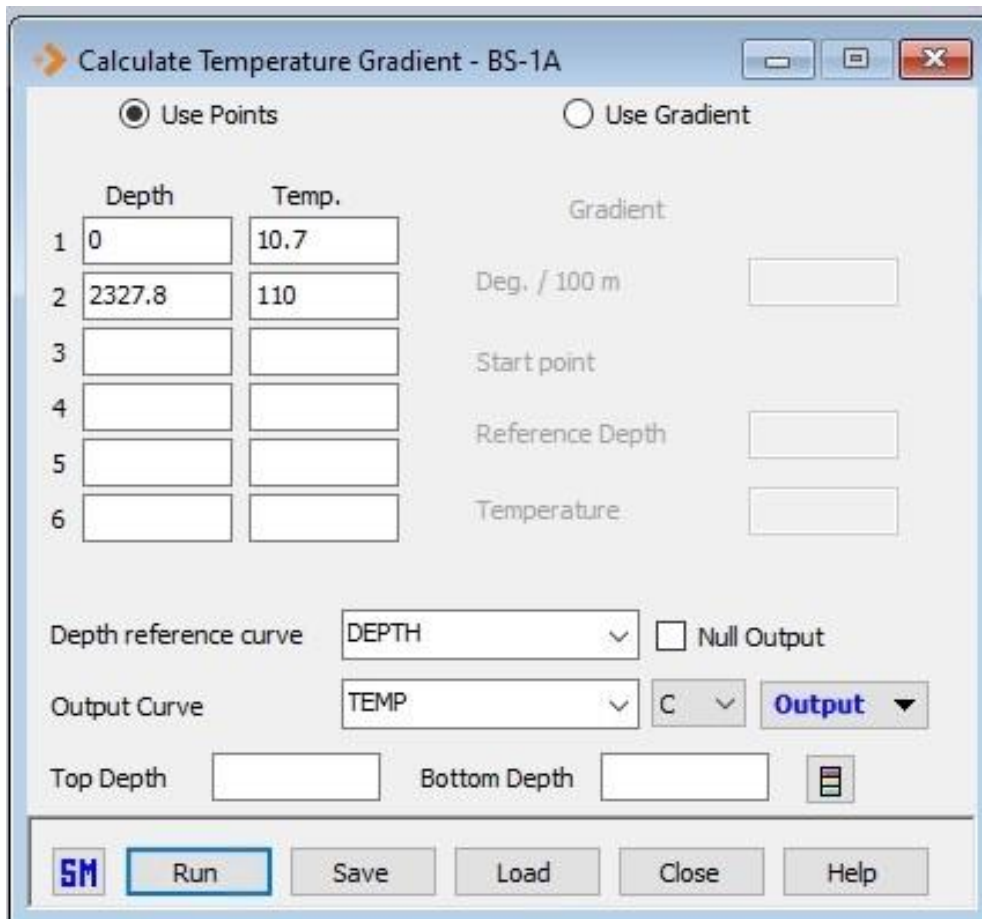 Calculate Temperature Gradient - BS-1A
Use Points Use Gradient
Depth Temp.
Gradient
1 0 10.7
Deg. / 100 m
2 2327.8 110
3
Start point
4
Reference Depth
5
6
Temperature
Depth reference curve DEPTH Null Output
Output Curve TEMP C Output
Top Depth Bottom Depth
SM Run Save Load Close Help